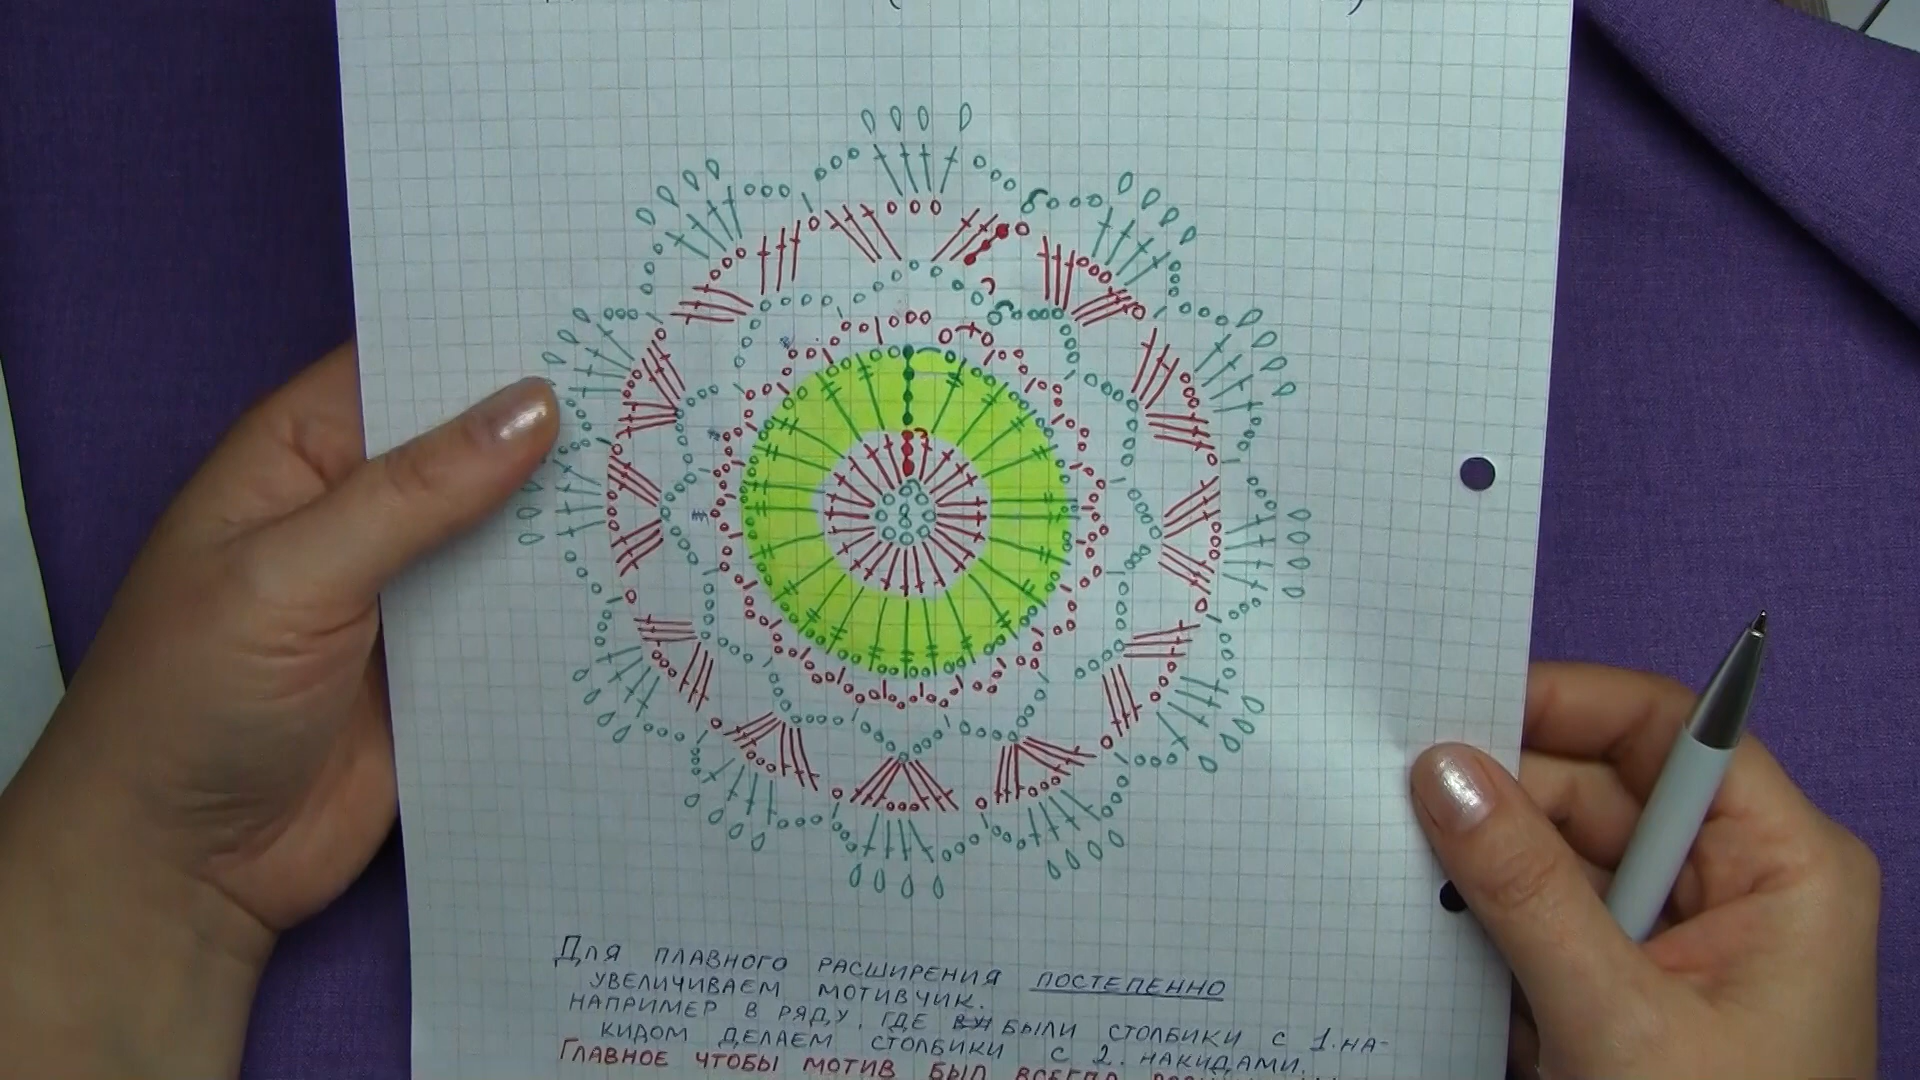 Для плавного расширения постепенно
увеличиваем мотивчик.
Например в ряду, где были столбики с 1.на-
кидом делаем столбики с 2. накидами.
Главное чтобы мотив был всегда